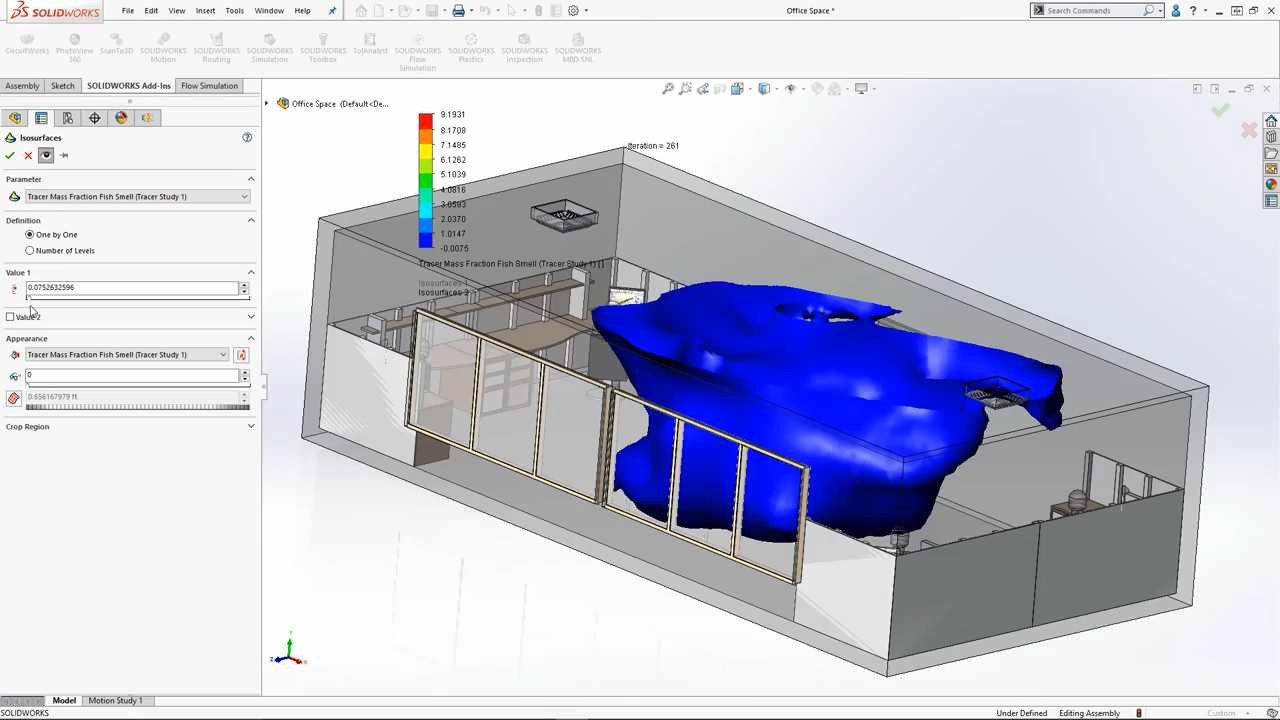 SOLIDWORKS
File Edit View Insert Tools Window Help
Office Space *
Search Commands
CircuitWorks
PhotoView 360
ScanTo3D
SOLIDWORKS Motion
SOLIDWORKS Routing
SOLIDWORKS Simulation
SOLIDWORKS Toolbox
TolAnalyst
SOLIDWORKS Flow Simulation
SOLIDWORKS Plastics
SOLIDWORKS Inspection
SOLIDWORKS MBD SNL
Assembly Sketch SOLIDWORKS Add-Ins Flow Simulation
Office Space (Default<De...
Isosurfaces
Parameter
Tracer Mass Fraction Fish Smell (Tracer Study 1)
Definition
One by One
Number of Levels
Value 1
0.0752632596
Value 2
Appearance
Tracer Mass Fraction Fish Smell (Tracer Study 1)
0
0.656167979 ft
Crop Region
9.1931
8.1708
7.1485
6.1262
5.1039
4.0816
3.0593
2.0370
1.0147
-0.0075
Tracer Mass Fraction Fish Smell (Tracer Study 1) [ ]
Isosurfaces 1
Isosurfaces 2
Iteration = 261
Y
Z
X
Model Motion Study 1
SOLIDWORKS
Under Defined Editing Assembly Custom